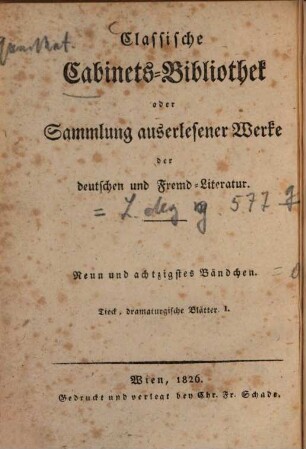 Classische
Cabinets-Bibliothek
oder
Sammlung auserlesener Werke
der
deutschen und Fremd-Literatur.
= 577
Neun und achtzigstes Bändchen.
Tieck, dramaturgische Blätter I.
Wien, 1826.
Gedruckt und verlegt bey Chr. Fr. Schade.